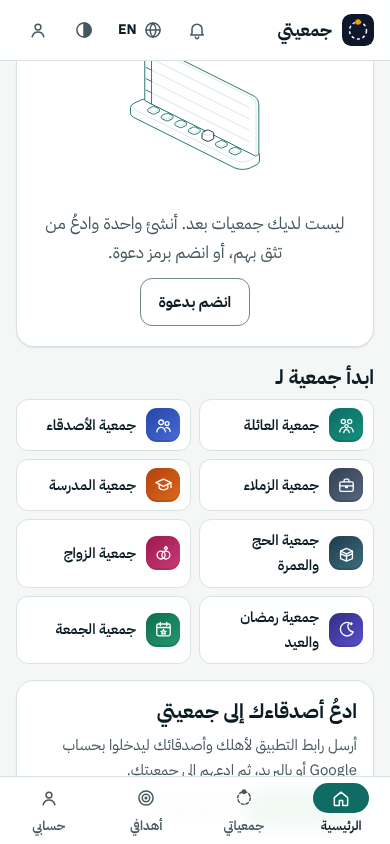 جمعيتي
EN
ليست لديك جمعيات بعد. أنشئ واحدة وادعُ من
تثق بهم، أو انضم برمز دعوة.
انضم بدعوة
ابدأ جمعية لـ
جمعية العائلة
جمعية الأصدقاء
جمعية الزملاء
جمعية المدرسة
جمعية الحج
والعمرة
جمعية الزواج
جمعية رمضان
والعيد
جمعية الجمعة
ادعُ أصدقاءك إلى جمعيتي
أرسل رابط التطبيق لأهلك وأصدقائك ليدخلوا بحساب
Google أو بالبريد، ثم ادعهم إلى جمعيتك.
الرئيسية
جمعياتي
أهدافي
حسابي